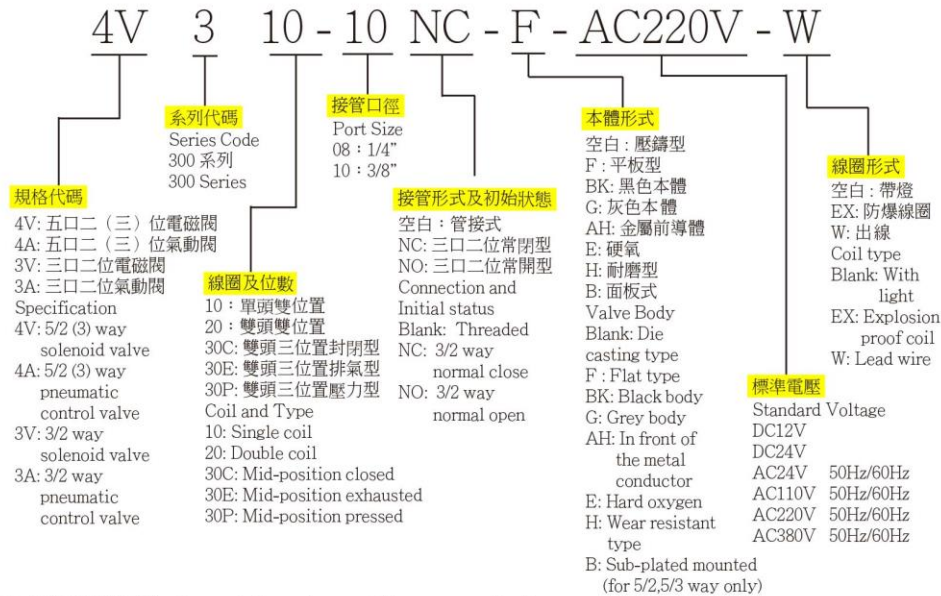 4V 3 10 - 10 NC - F - AC220V - W
系列代碼
Series Code
300 系列
300 Series
接管口徑
Port Size
08：1/4”
10：3/8”
規格代碼
4V: 五口二（三）位電磁閥
4A: 五口二（三）位氣動閥
3V: 三口二位電磁閥
3A: 三口二位氣動閥
Specification
4V: 5/2 (3) way
solenoid valve
4A: 5/2 (3) way
pneumatic
control valve
3V: 3/2 way
solenoid valve
3A: 3/2 way
pneumatic
control valve
線圈及位數
10：單頭雙位置
20：雙頭雙位置
30C: 雙頭三位置封閉型
30E: 雙頭三位置排氣型
30P: 雙頭三位置壓力型
Coil and Type
10: Single coil
20: Double coil
30C: Mid-position closed
30E: Mid-position exhausted
30P: Mid-position pressed
接管形式及初始狀態
空白：管接式
NC: 三口二位常閉型
NO: 三口二位常開型
Connection and
Initial status
Blank: Threaded
NC: 3/2 way
normal close
NO: 3/2 way
normal open
本體形式
空白 : 壓鑄型
F : 平板型
BK: 黑色本體
G: 灰色本體
AH: 金屬前導體
E: 硬氧
H: 耐磨型
B: 面板式
Valve Body
Blank: Die
casting type
F : Flat type
BK: Black body
G: Grey body
AH: In front of
the metal
conductor
E: Hard oxygen
H: Wear resistant
type
B: Sub-plated mounted
(for 5/2,5/3 way only)
線圈形式
空白 : 帶燈
EX: 防爆線圈
W: 出線
Coil type
Blank: With
light
EX: Explosion
proof coil
W: Lead wire
標準電壓
Standard Voltage
DC12V
DC24V
AC24V 50Hz/60Hz
AC110V 50Hz/60Hz
AC220V 50Hz/60Hz
AC380V 50Hz/60Hz